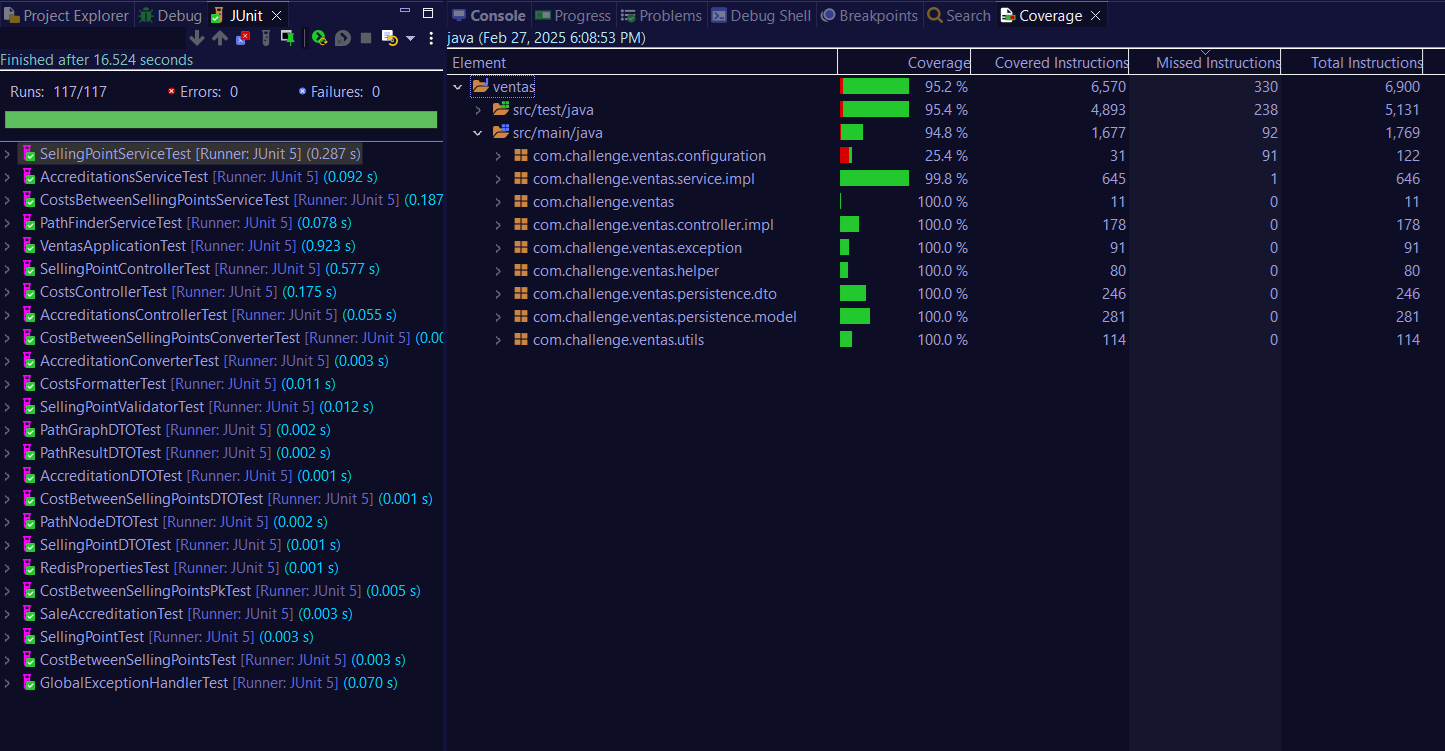 Project Explorer Debug JUnit
Finished after 16.524 seconds
Runs: 117/117 Errors: 0 Failures: 0
SellingPointServiceTest [Runner: JUnit 5] (0.287 s)
AccreditationsServiceTest [Runner: JUnit 5] (0.092 s)
CostsBetweenSellingPointsServiceTest [Runner: JUnit 5] (0.187
PathFinderServiceTest [Runner: JUnit 5] (0.078 s)
VentasApplicationTest [Runner: JUnit 5] (0.923 s)
SellingPointControllerTest [Runner: JUnit 5] (0.577 s)
CostsControllerTest [Runner: JUnit 5] (0.175 s)
AccreditationsControllerTest [Runner: JUnit 5] (0.055 s)
CostBetweenSellingPointsConverterTest [Runner: JUnit 5] (0.00
AccreditationConverterTest [Runner: JUnit 5] (0.003 s)
CostsFormatterTest [Runner: JUnit 5] (0.011 s)
SellingPointValidatorTest [Runner: JUnit 5] (0.012 s)
PathGraphDTOTest [Runner: JUnit 5] (0.002 s)
PathResultDTOTest [Runner: JUnit 5] (0.002 s)
AccreditationDTOTest [Runner: JUnit 5] (0.001 s)
CostBetweenSellingPointsDTOTest [Runner: JUnit 5] (0.001 s)
PathNodeDTOTest [Runner: JUnit 5] (0.002 s)
SellingPointDTOTest [Runner: JUnit 5] (0.001 s)
RedisPropertiesTest [Runner: JUnit 5] (0.001 s)
CostBetweenSellingPointsPkTest [Runner: JUnit 5] (0.005 s)
SaleAccreditationTest [Runner: JUnit 5] (0.003 s)
SellingPointTest [Runner: JUnit 5] (0.003 s)
CostBetweenSellingPointsTest [Runner: JUnit 5] (0.003 s)
GlobalExceptionHandlerTest [Runner: JUnit 5] (0.070 s)
Console Progress Problems Debug Shell Breakpoints Search Coverage
java (Feb 27, 2025 6:08:53 PM)
Element Coverage Covered Instructions Missed Instructions Total Instructions
ventas 95.2 % 6,570 330 6,900
src/test/java 95.4 % 4,893 238 5,131
src/main/java 94.8 % 1,677 92 1,769
com.challenge.ventas.configuration 25.4 % 31 91 122
com.challenge.ventas.service.impl 99.8 % 645 1 646
com.challenge.ventas 100.0 % 11 0 11
com.challenge.ventas.controller.impl 100.0 % 178 0 178
com.challenge.ventas.exception 100.0 % 91 0 91
com.challenge.ventas.helper 100.0 % 80 0 80
com.challenge.ventas.persistence.dto 100.0 % 246 0 246
com.challenge.ventas.persistence.model 100.0 % 281 0 281
com.challenge.ventas.utils 100.0 % 114 0 114